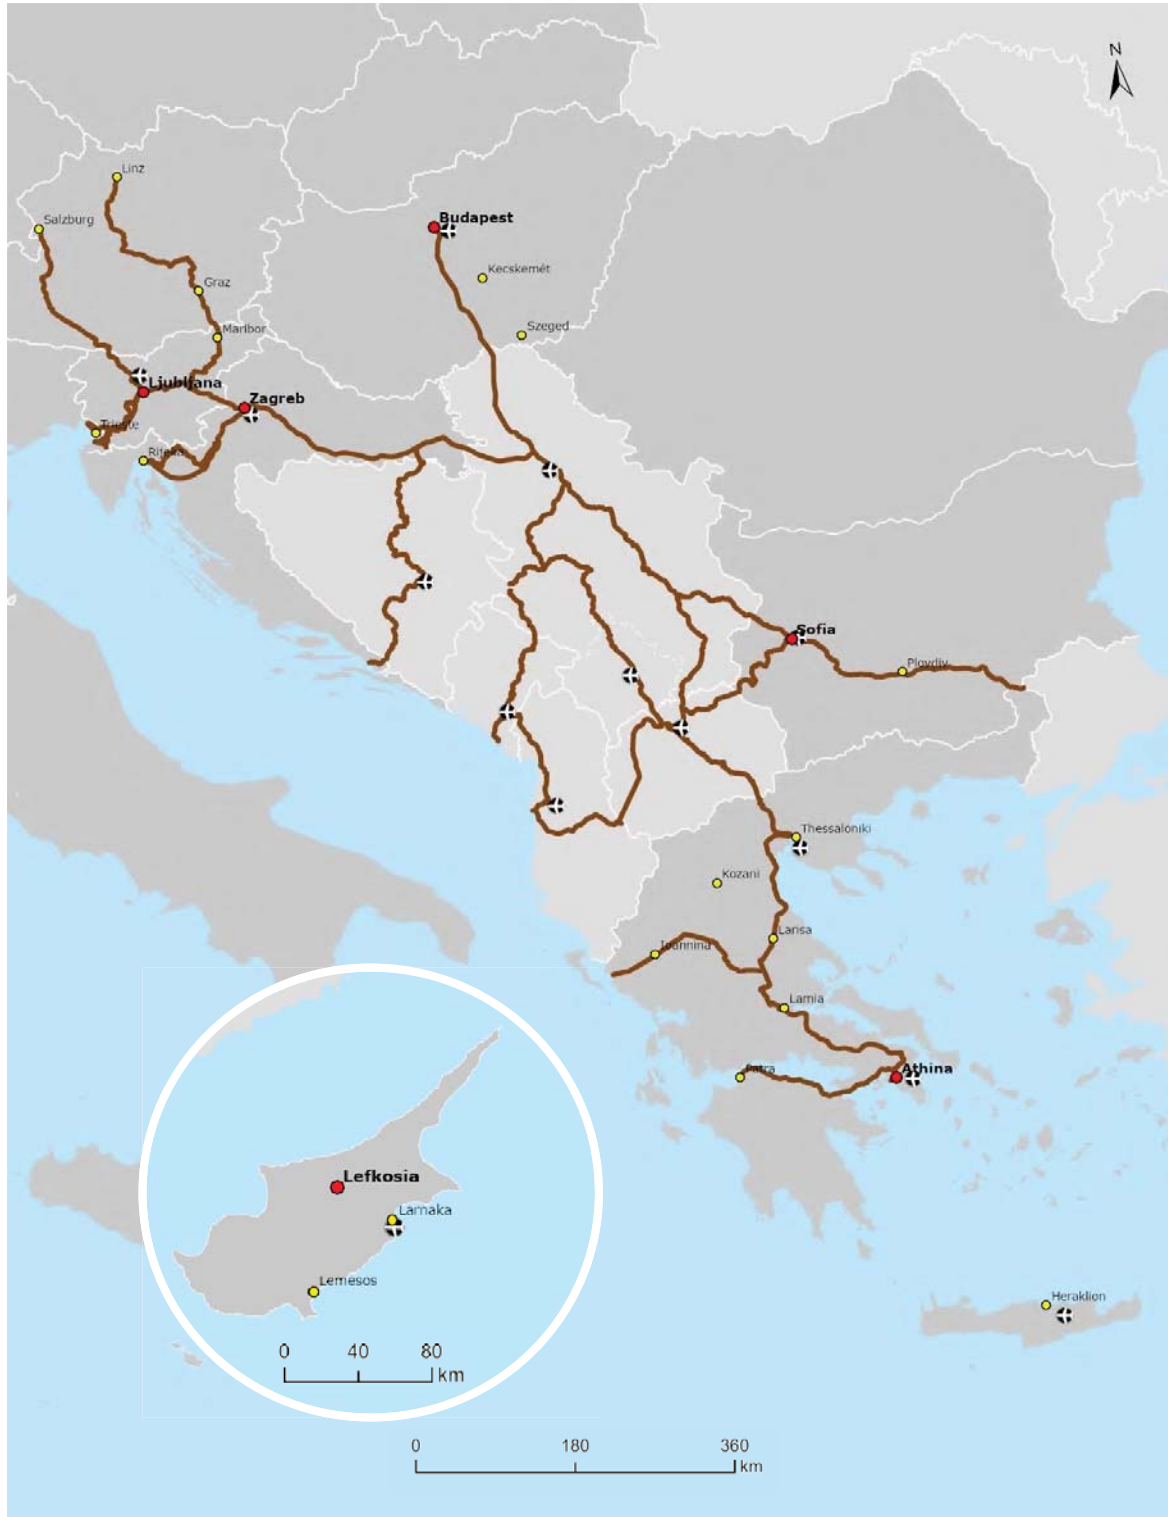 N
Linz
Salzburg
Budapest
Kecskemét
Graz
Szeged
Maribor
Ljubljana
Zagreb
Trieste
Rijeka
Sofia
Plovdiv
Thessaloniki
Kozani
Larisa
Ioannina
Lamia
Patra
Athina
Lefkosia
Larnaka
Lemesos
Heraklion
0 40 80
km
0 180 360
km